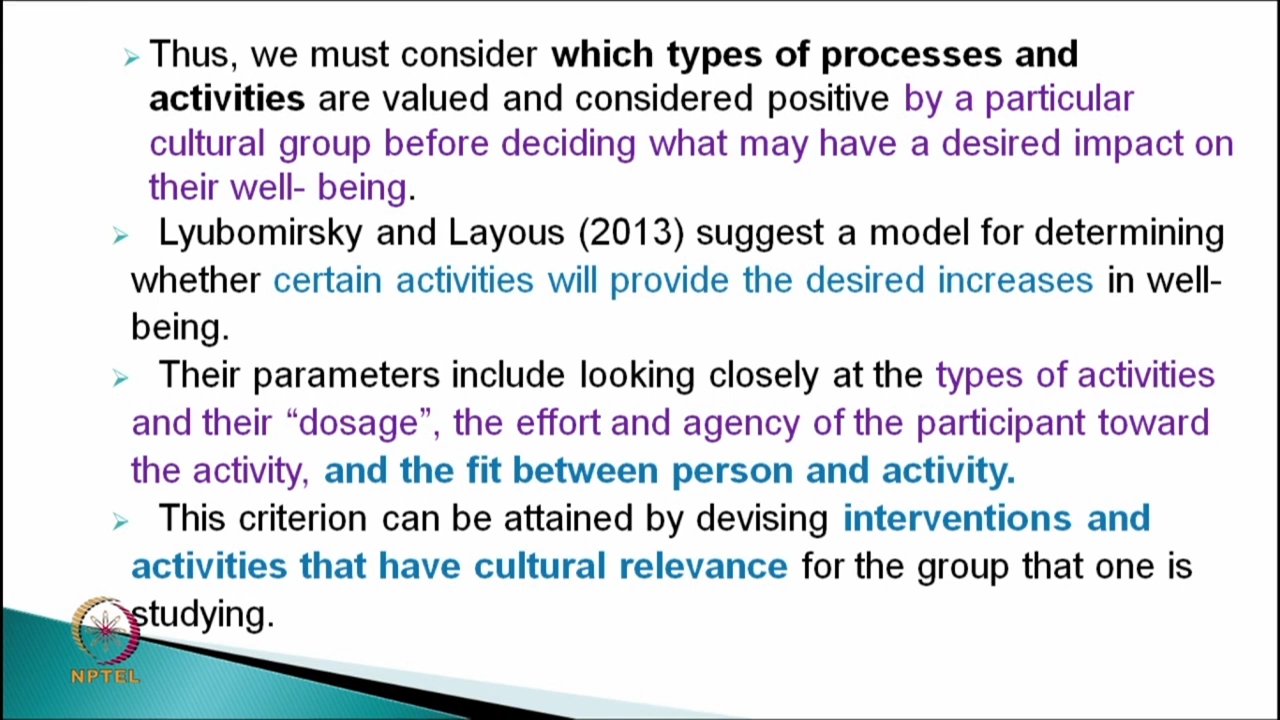 Thus, we must consider which types of processes and
activities are valued and considered positive by a particular
cultural group before deciding what may have a desired impact on
their well- being.
Lyubomirsky and Layous (2013) suggest a model for determining
whether certain activities will provide the desired increases in well-
being.
Their parameters include looking closely at the types of activities
and their “dosage”, the effort and agency of the participant toward
the activity, and the fit between person and activity.
This criterion can be attained by devising interventions and
activities that have cultural relevance for the group that one is
studying.
NPTEL